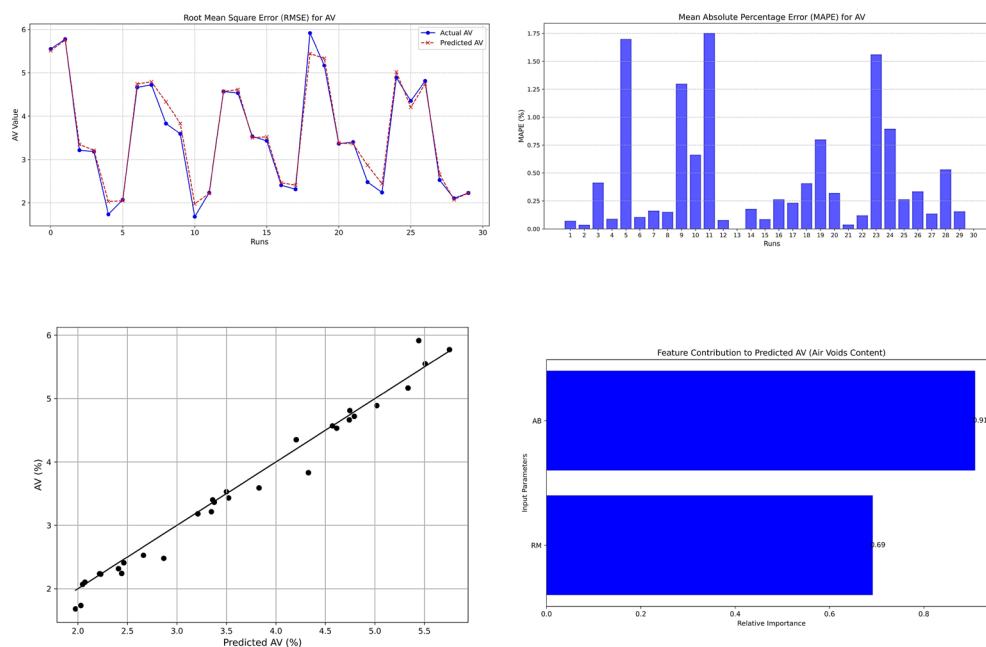 Root Mean Square Error (RMSE) for AV
Actual AV
Predicted AV
6
5
4
3
2
AV Value
0 5 10 15 20 25 30
Runs
Mean Absolute Percentage Error (MAPE) for AV
1.75
1.50
1.25
1.00
0.75
0.50
0.25
0.00
MAPE (%)
1 2 3 4 5 6 7 8 9 10 11 12 13 14 15 16 17 18 19 20 21 22 23 24 25 26 27 28 29 30
Runs
6
5
4
3
2
AV (%)
2.0 2.5 3.0 3.5 4.0 4.5 5.0 5.5
Predicted AV (%)
Feature Contribution to Predicted AV (Air Voids Content)
AB
0.91
Input Parameters
RM
0.69
0.0 0.2 0.4 0.6 0.8
Relative Importance